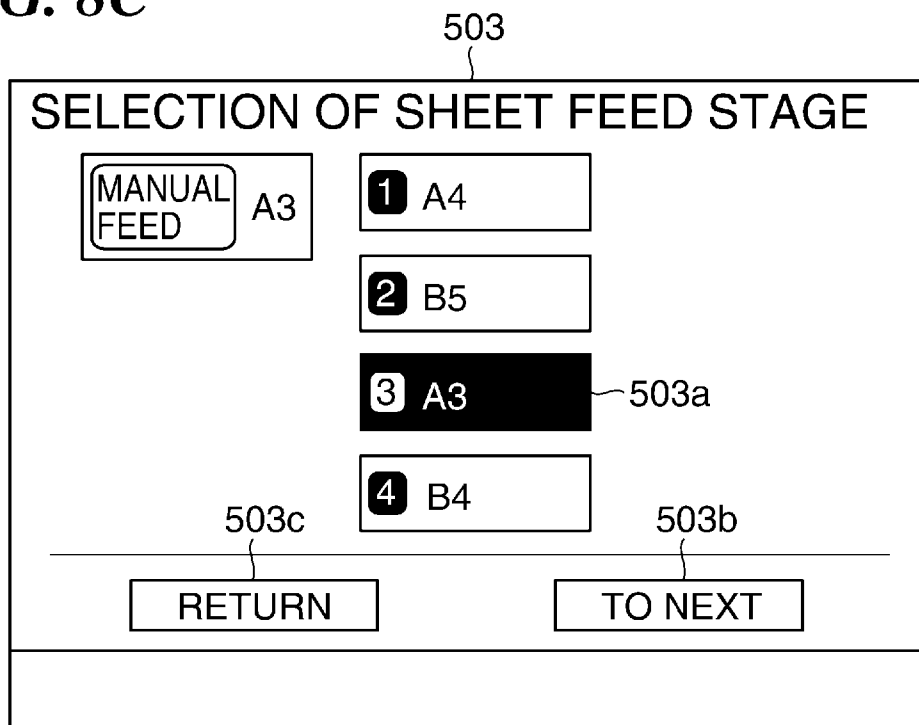 G. 8C
503
SELECTION OF SHEET FEED STAGE
MANUAL
FEED
A3
1 A4
2 B5
3 A3
503a
4 B4
503c
503b
RETURN
TO NEXT